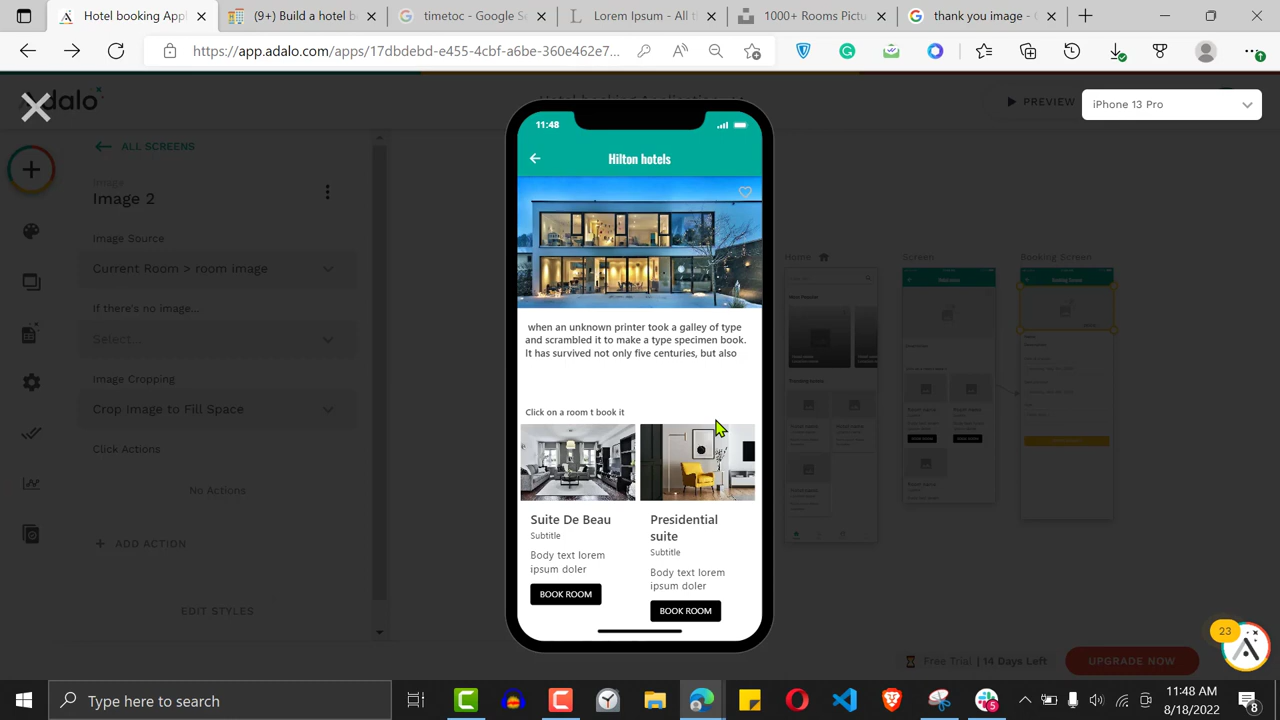 Adalo App
(9+) Build a hotel b
timetoc - Google
Lorem Ipsum - Al
1000+ Rooms Pictu
thank you image - G
https://app.adalo.com/apps/17dbdebd-e455-4cbf-a6be-360e462e7...
Adalo
Hotel booking Application
PREVIEW
iPhone 13 Pro
ALL SCREENS
Image
Image 2
Image Source
Current Room > room image
If there's no image...
Select...
Image Cropping
Crop Image to Fill Space
Click Actions
No Actions
ADD ACTION
EDIT STYLES
11:48
Hilton hotels
when an unknown printer took a galley of type
and scrambled it to make a type specimen book.
It has survived not only five centuries, but also
Click on a room t book it
Suite De Beau
Subtitle
Body text lorem
ipsum doler
BOOK ROOM
Presidential
suite
Subtitle
Body text lorem
ipsum doler
BOOK ROOM
Home
Screen
Booking Screen
23
Free Trial | 14 Days Left
UPGRADE NOW
Type here to search
5
11:48 AM
8/18/2022
8